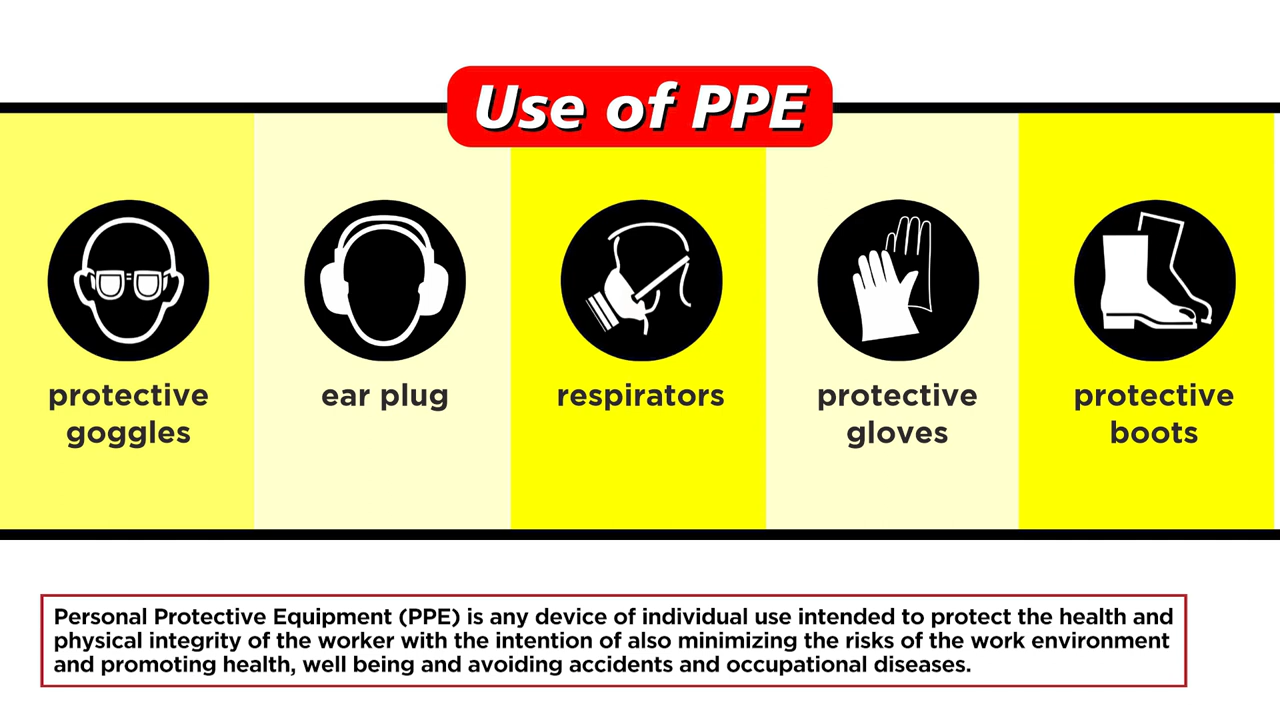 Use of PPE
protective
goggles
ear plug
respirators
protective
gloves
protective
boots
Personal Protective Equipment (PPE) is any device of individual use intended to protect the health and
physical integrity of the worker with the intention of also minimizing the risks of the work environment
and promoting health, well being and avoiding accidents and occupational diseases.